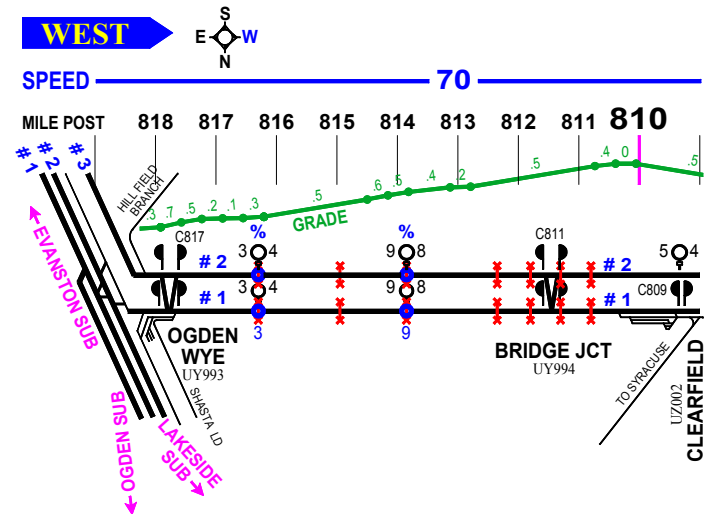 WEST
S
E W
N
SPEED 70
MILE POST 818 817 816 815 814 813 812 811 810
# 1
# 2
# 3
HILL FIELD
BRANCH
.3 .7 .5 .2 .1 .3 .5 .6 .5 .4 .2 .5 .4 0 .5
GRADE
EVANSTON SUB
C817 % % C811
# 2 3 4 9 8 # 2 5 4
# 1 3 4 9 8 # 1 C809
3 9
OGDEN
WYE
UY993
BRIDGE JCT
UY994
SHASTA LD
TO SYRACUSE
UZ002
CLEARFIELD
OGDEN SUB
LAKESIDE
SUB